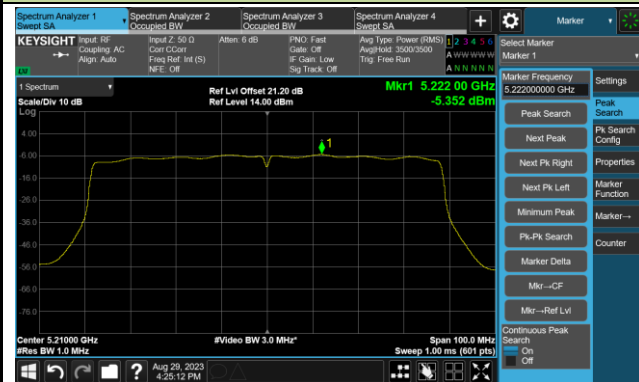 Spectrum Analyzer 1
Swept SA
Spectrum Analyzer 2
Occupied BW
Spectrum Analyzer 3
Occupied BW
Spectrum Analyzer 4
Swept SA
Marker
KEYSIGHT
Input: RF
Coupling: AC
Align: Auto
Input Z: 50 Ω
Corr CCorr
Freq Ref: Int (S)
NFE: Off
Atten: 6 dB
PNO: Fast
Gate: Off
IF Gain: Low
Sig Track: Off
Avg Type: Power (RMS)
Avg|Hold: 3500/3500
Trig: Free Run
1 2 3 4 5 6
A W W W W W
A N N N N N
LVI
Select Marker
Marker 1
1 Spectrum
Scale/Div 10 dB
Log
Ref Lvl Offset 21.20 dB
Ref Level 14.00 dBm
Mkr1 5.222 00 GHz
-5.352 dBm
1
4.00
-6.00
-16.0
-26.0
-36.0
-46.0
-56.0
-66.0
-76.0
Center 5.21000 GHz
#Res BW 1.0 MHz
#Video BW 3.0 MHz*
Span 100.0 MHz
Sweep 1.00 ms (601 pts)
Marker Frequency
5.222000000 GHz
Peak Search
Next Peak
Next Pk Right
Next Pk Left
Minimum Peak
Pk-Pk Search
Marker Delta
Mkr→CF
Mkr→Ref Lvl
Continuous Peak
Search
On
Off
Settings
Peak
Search
Pk Search
Config
Properties
Marker
Function
Marker→
Counter
Aug 29, 2023
4:25:12 PM